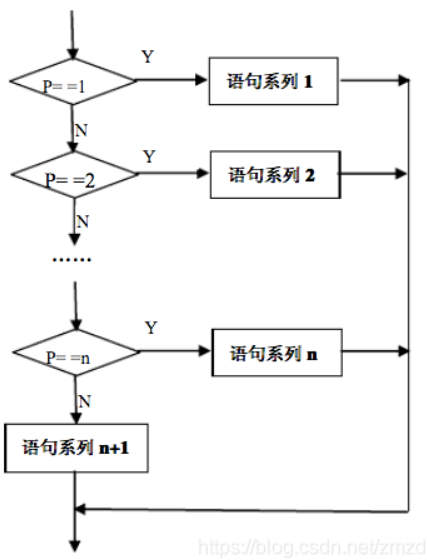 Y
P= =1
语句系列 1
N
Y
P= =2
语句系列 2
N
······
Y
P= =n
语句系列 n
N
语句系列 n+1
https://blog.csdn.net/zmzd